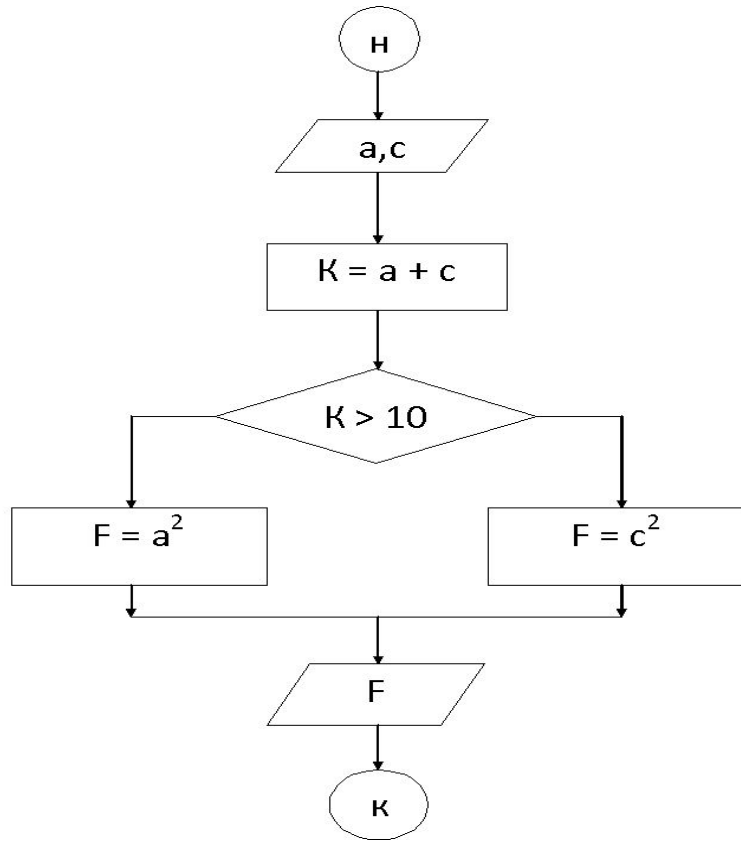 н
a,c
K = a + c
K > 10
F = a²
F = c²
F
к